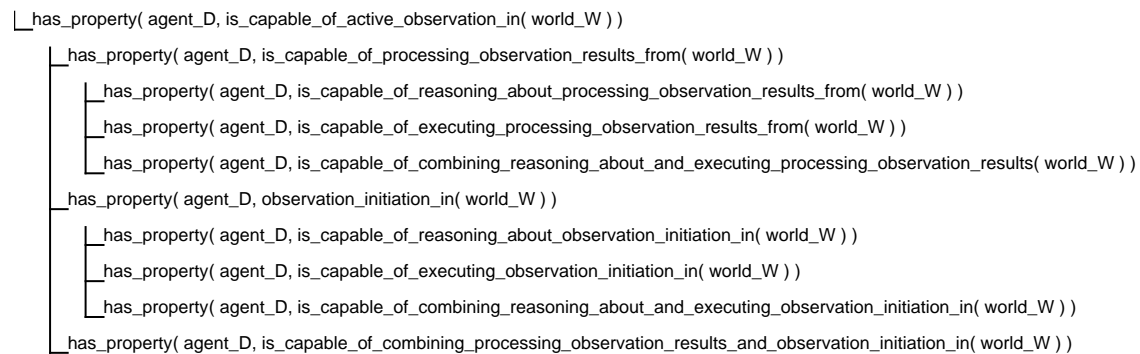 has_property( agent_D, is_capable_of_active_observation_in( world_W ) )
has_property( agent_D, is_capable_of_processing_observation_results_from( world_W ) )
has_property( agent_D, is_capable_of_reasoning_about_processing_observation_results_from( world_W ) )
has_property( agent_D, is_capable_of_executing_processing_observation_results_from( world_W ) )
has_property( agent_D, is_capable_of_combining_reasoning_about_and_executing_processing_observation_results( world_W ) )
has_property( agent_D, observation_initiation_in( world_W ) )
has_property( agent_D, is_capable_of_reasoning_about_observation_initiation_in( world_W ) )
has_property( agent_D, is_capable_of_executing_observation_initiation_in( world_W ) )
has_property( agent_D, is_capable_of_combining_reasoning_about_and_executing_observation_initiation_in( world_W ) )
has_property( agent_D, is_capable_of_combining_processing_observation_results_and_observation_initiation_in( world_W ) )